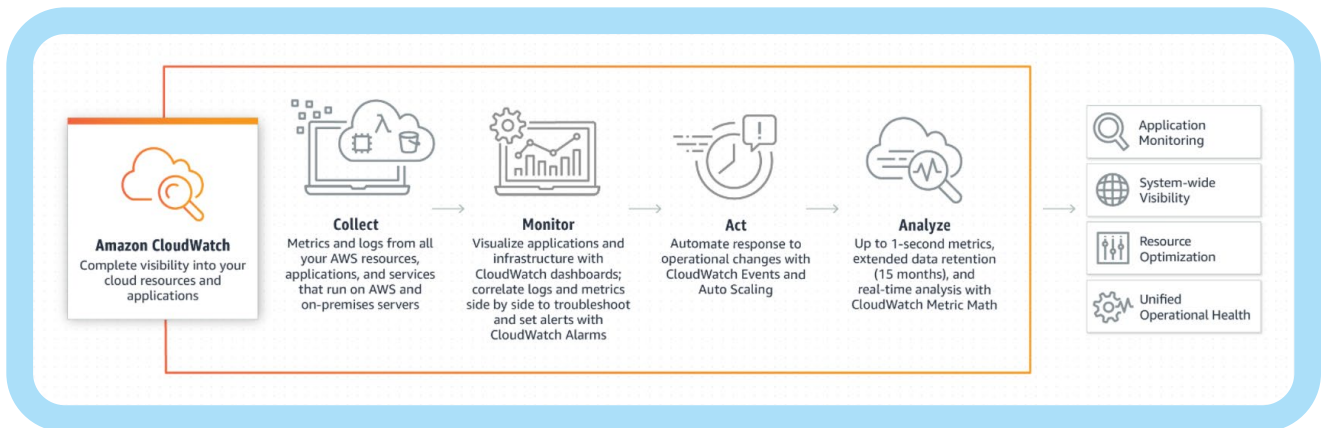 Amazon CloudWatch
Complete visibility into your
cloud resources and
applications
Collect
Metrics and logs from all
your AWS resources,
applications, and services
that run on AWS and
on-premises servers
Monitor
Visualize applications and
infrastructure with
CloudWatch dashboards;
correlate logs and metrics
side by side to troubleshoot
and set alerts with
CloudWatch Alarms
Act
Automate response to
operational changes with
CloudWatch Events and
Auto Scaling
Analyze
Up to 1-second metrics,
extended data retention
(15 months), and
real-time analysis with
CloudWatch Metric Math
Application
Monitoring
System-wide
Visibility
Resource
Optimization
Unified
Operational Health